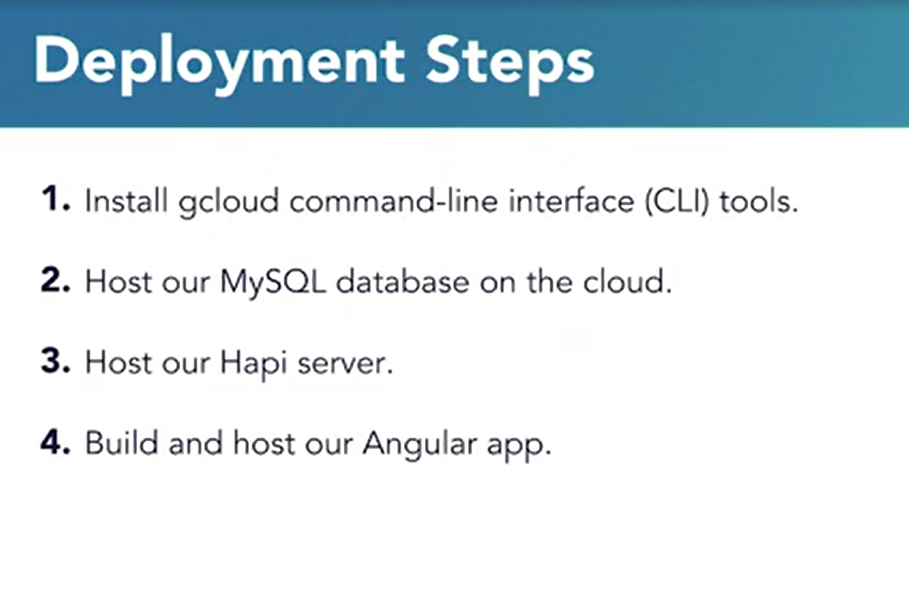 Deployment Steps
1. Install gcloud command-line interface (CLI) tools.
2. Host our MySQL database on the cloud.
3. Host our Hapi server.
4. Build and host our Angular app.